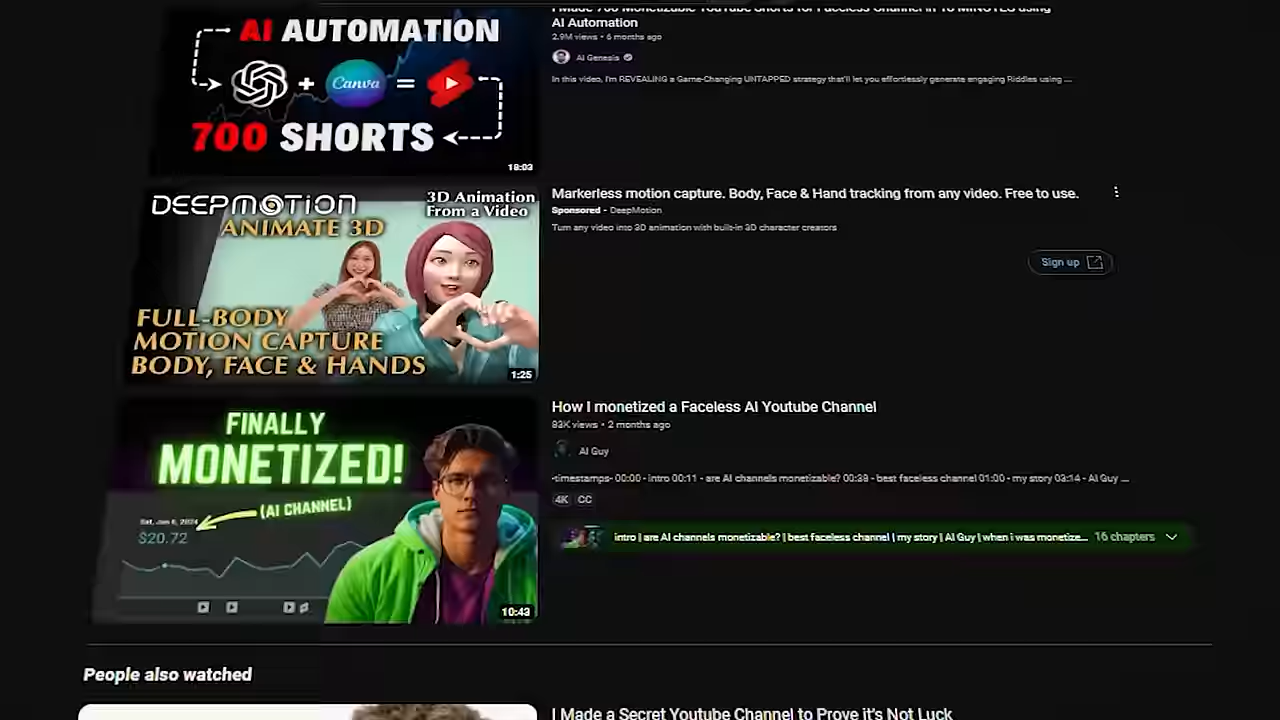 AI AUTOMATION
+ Canva =
700 SHORTS
18:03
I Made 700 Monetizable YouTube Shorts for Faceless Channel in 10 MINUTES using
AI Automation
2.9M views • 6 months ago
AI Genesis
In this video, I'm REVEALING a Game-Changing UNTAPPED strategy that'll let you effortlessly generate engaging Riddles using ...
DEEPMOTION
ANIMATE 3D
3D Animation
From a Video
FULL-BODY
MOTION CAPTURE
BODY, FACE & HANDS
1:25
Markerless motion capture. Body, Face & Hand tracking from any video. Free to use.
Sponsored • DeepMotion
Turn any video into 3D animation with built-in 3D character creators
Sign up
FINALLY
MONETIZED!
(AI CHANNEL)
Sat, Jan 6, 2024
$20.72
10:43
How I monetized a Faceless AI Youtube Channel
93K views • 2 months ago
AI Guy
-timestamps- 00:00 - intro 00:11 - are AI channels monetizable? 00:38 - best faceless channel 01:00 - my story 03:14 - AI Guy ...
4K CC
intro | are AI channels monetizable? | best faceless channel | my story | AI Guy | when i was monetize...
16 chapters
People also watched
I Made a Secret Youtube Channel to Prove it's Not Luck